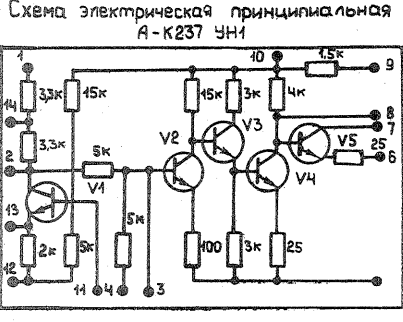 Схема электрическая принципиальная
А-К237 УН1
1
10
1,5к
9
14
3,3к
15к
15к
3к
4к
8
7
V3
V2
V5
25
6
3,3к
2
5к
V1
V4
13
5к
2к
5к
100
3к
25
12
11
4
3